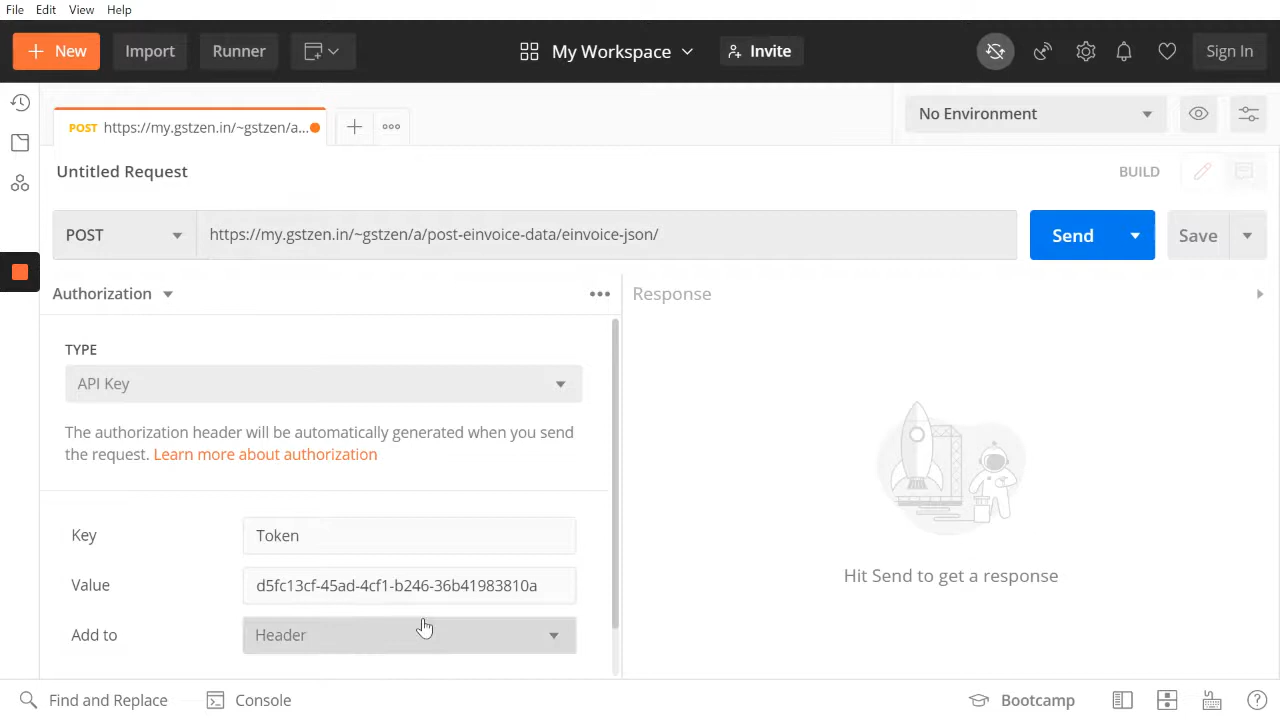 File Edit View Help
New Import Runner My Workspace Invite Sign In
POST https://my.gstzen.in/~gstzen/a... No Environment
Untitled Request BUILD
POST https://my.gstzen.in/~gstzen/a/post-einvoice-data/einvoice-json/ Send Save
Authorization Response
TYPE
API Key
The authorization header will be automatically generated when you send
the request. Learn more about authorization
Key Token
Value d5fc13cf-45ad-4cf1-b246-36b41983810a
Add to Header
Hit Send to get a response
Find and Replace Console Bootcamp